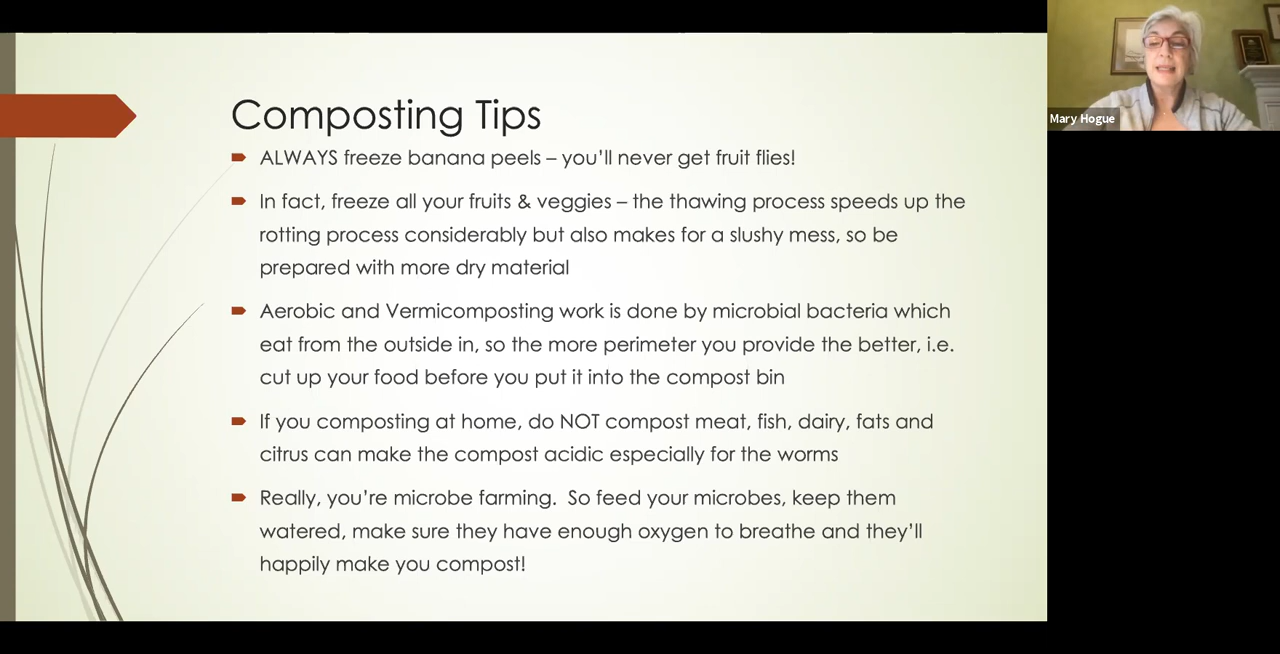 Composting Tips
ALWAYS freeze banana peels – you'll never get fruit flies!
In fact, freeze all your fruits & veggies – the thawing process speeds up the
rotting process considerably but also makes for a slushy mess, so be
prepared with more dry material
Aerobic and Vermicomposting work is done by microbial bacteria which
eat from the outside in, so the more perimeter you provide the better, i.e.
cut up your food before you put it into the compost bin
If you composting at home, do NOT compost meat, fish, dairy, fats and
citrus can make the compost acidic especially for the worms
Really, you're microbe farming.  So feed your microbes, keep them
watered, make sure they have enough oxygen to breathe and they'll
happily make you compost!
Mary Hogue